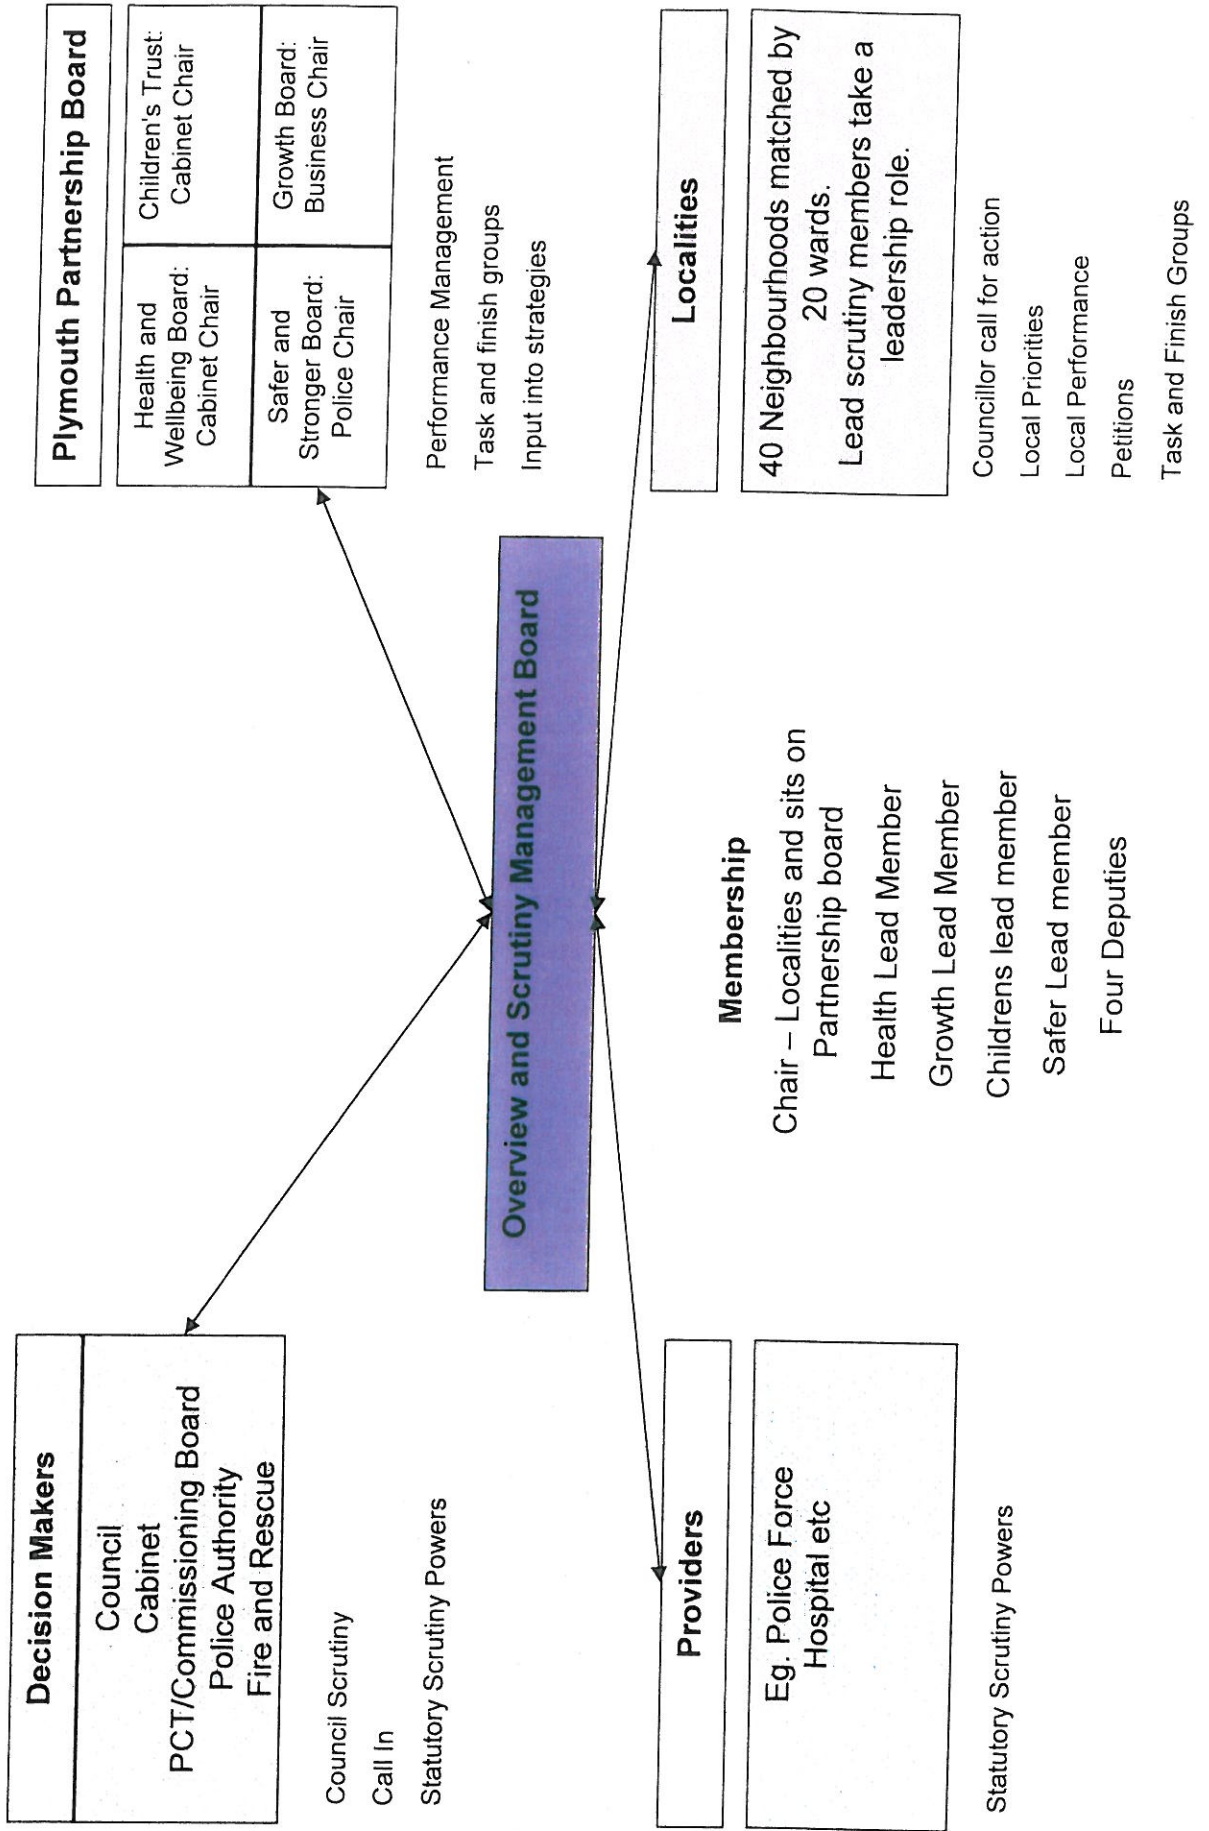 Decision Makers
Council
Cabinet
PCT/Commissioning Board
Police Authority
Fire and Rescue
Council Scrutiny
Call In
Statutory Scrutiny Powers
Plymouth Partnership Board
Health and
Wellbeing Board:
Cabinet Chair
Children's Trust:
Cabinet Chair
Safer and
Stronger Board:
Police Chair
Growth Board:
Business Chair
Performance Management
Task and finish groups
Input into strategies
Overview and Scrutiny Management Board
Providers
Eg. Police Force
Hospital etc
Statutory Scrutiny Powers
Membership
Chair – Localities and sits on
Partnership board
Health Lead Member
Growth Lead Member
Childrens lead member
Safer Lead member
Four Deputies
Localities
40 Neighbourhoods matched by
20 wards.
Lead scrutiny members take a
leadership role.
Councillor call for action
Local Priorities
Local Performance
Petitions
Task and Finish Groups